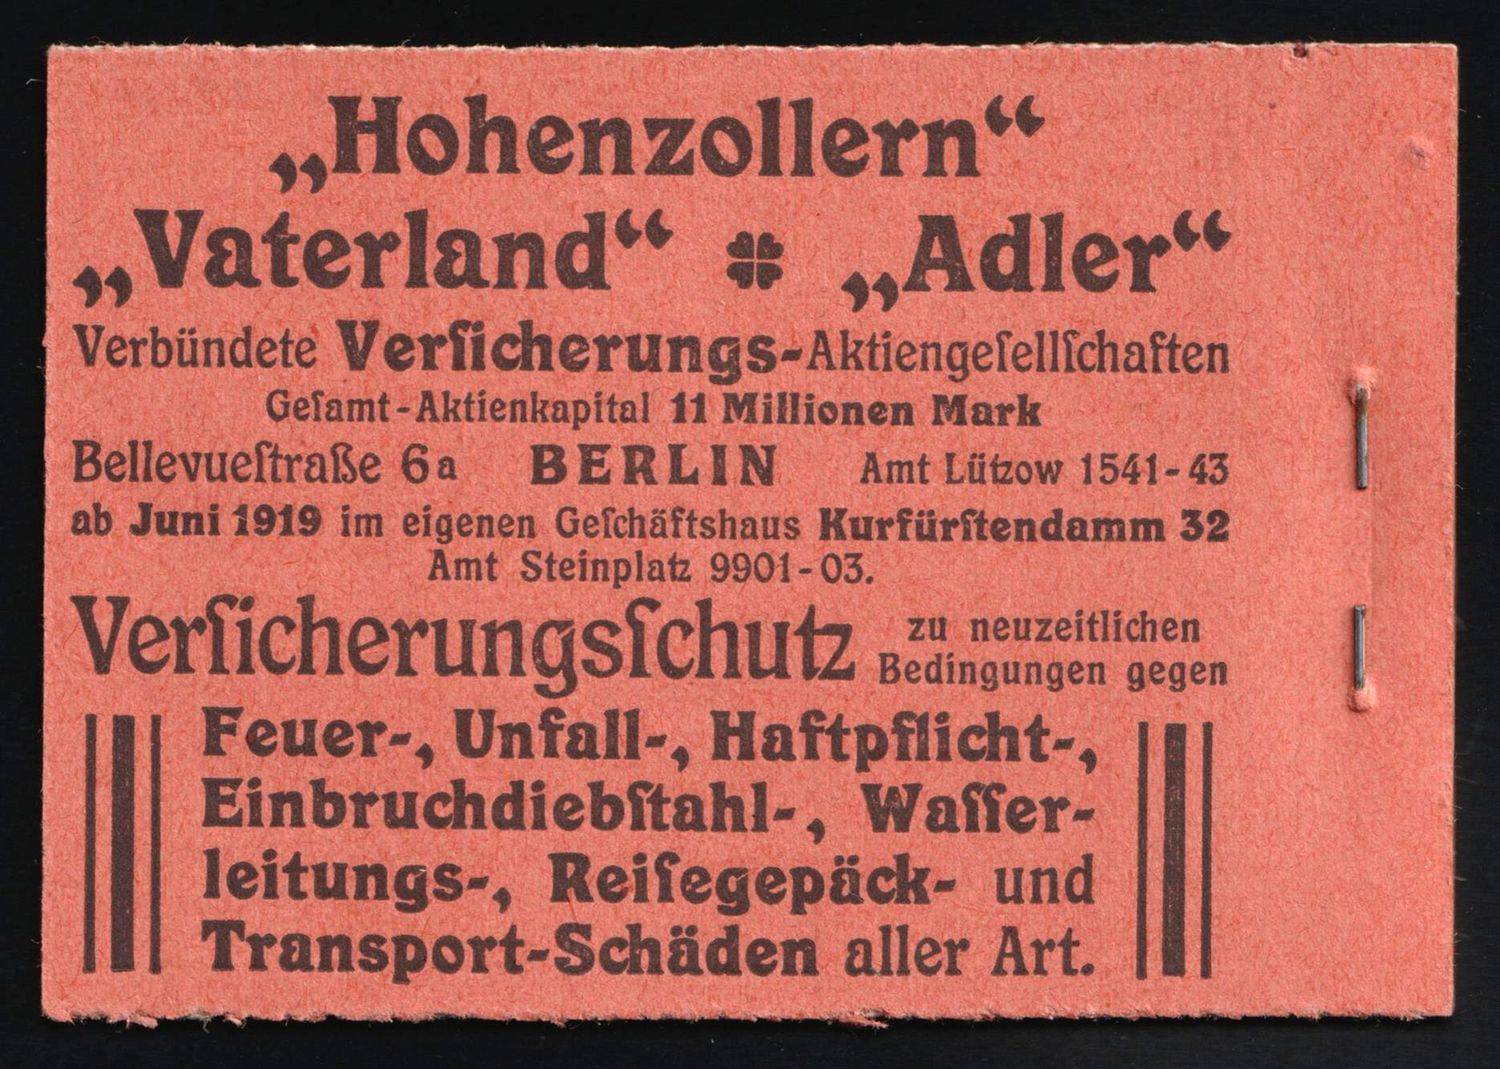 „Hohenzollern“
„Vaterland“ „Adler“
Verbündete Verſicherungs-Aktiengeſellſchaften
Geſamt-Aktienkapital 11 Millionen Mark
Bellevueſtraße 6a BERLIN Amt Lützow 1541-43
ab Juni 1919 im eigenen Geſchäftshaus Kurfürſtendamm 32
Amt Steinplatz 9901-03.
Verſicherungsſchutz zu neuzeitlichen
Bedingungen gegen
Feuer-, Unfall-, Haftpflicht-,
Einbruchdiebſtahl-, Waſſer-
leitungs-, Reiſegepäck- und
Transport-Schäden aller Art.